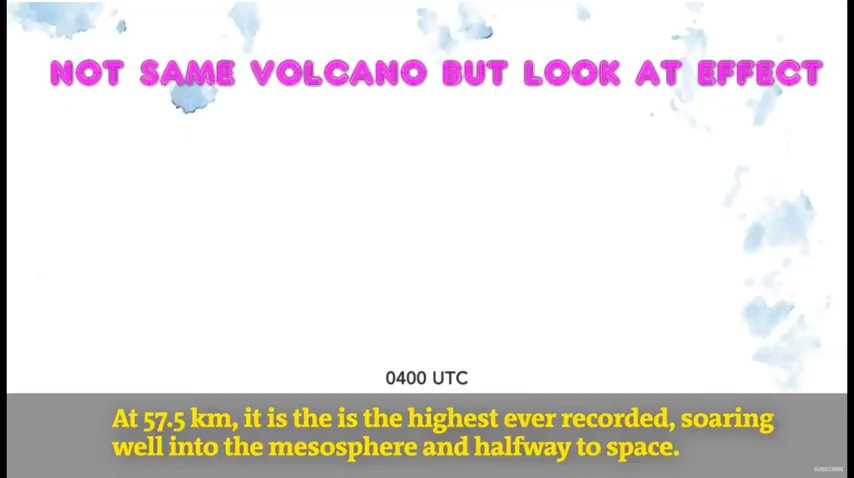 NOT SAME VOLCANO BUT LOOK AT EFFECT
0400 UTC
At 57.5 km, it is the is the highest ever recorded, soaring
well into the mesosphere and halfway to space.
SUBSCRIBE